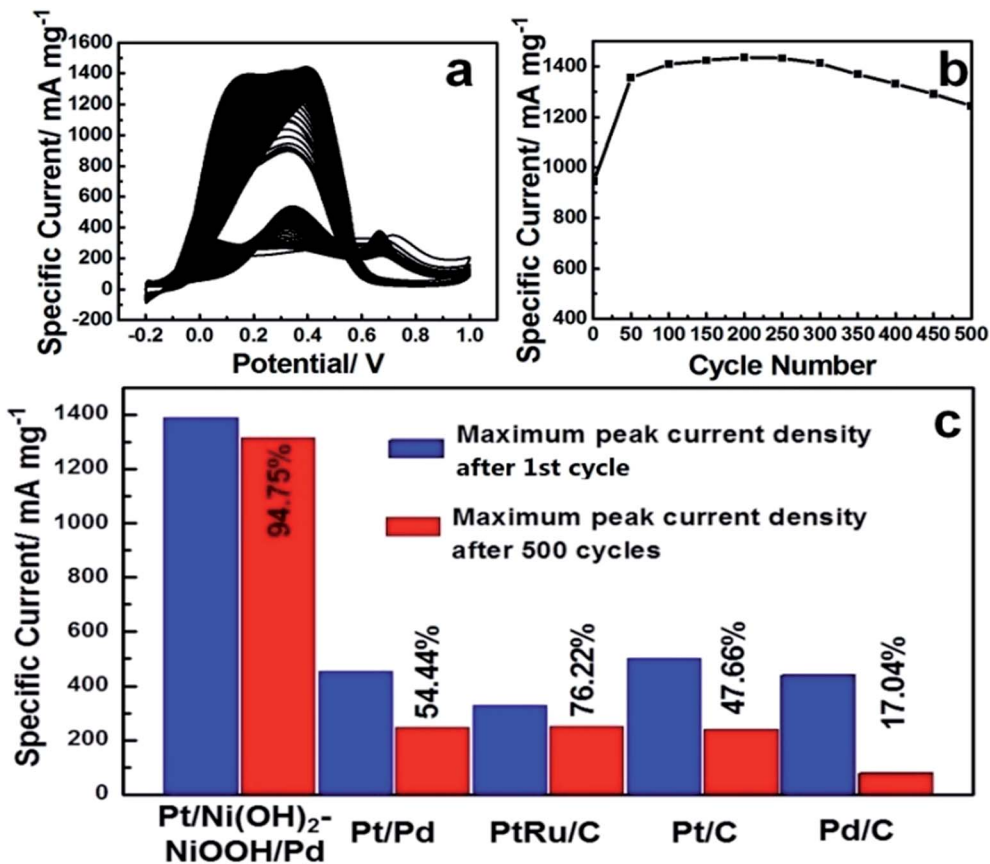 a
Specific Current/ mA mg-1
1600
1400
1200
1000
800
600
400
200
0
-200
-0.2 0.0 0.2 0.4 0.6 0.8 1.0
Potential/ V
b
Specific Current/ mA mg-1
1400
1200
1000
800
600
400
0 50 100 150 200 250 300 350 400 450 500
Cycle Number
c
Specific Current/ mA mg-1
1400
1200
1000
800
600
400
200
0
Maximum peak current density
after 1st cycle
Maximum peak current density
after 500 cycles
94.75%
54.44%
76.22%
47.66%
17.04%
Pt/Ni(OH)2-
NiOOH/Pd
Pt/Pd
PtRu/C
Pt/C
Pd/C